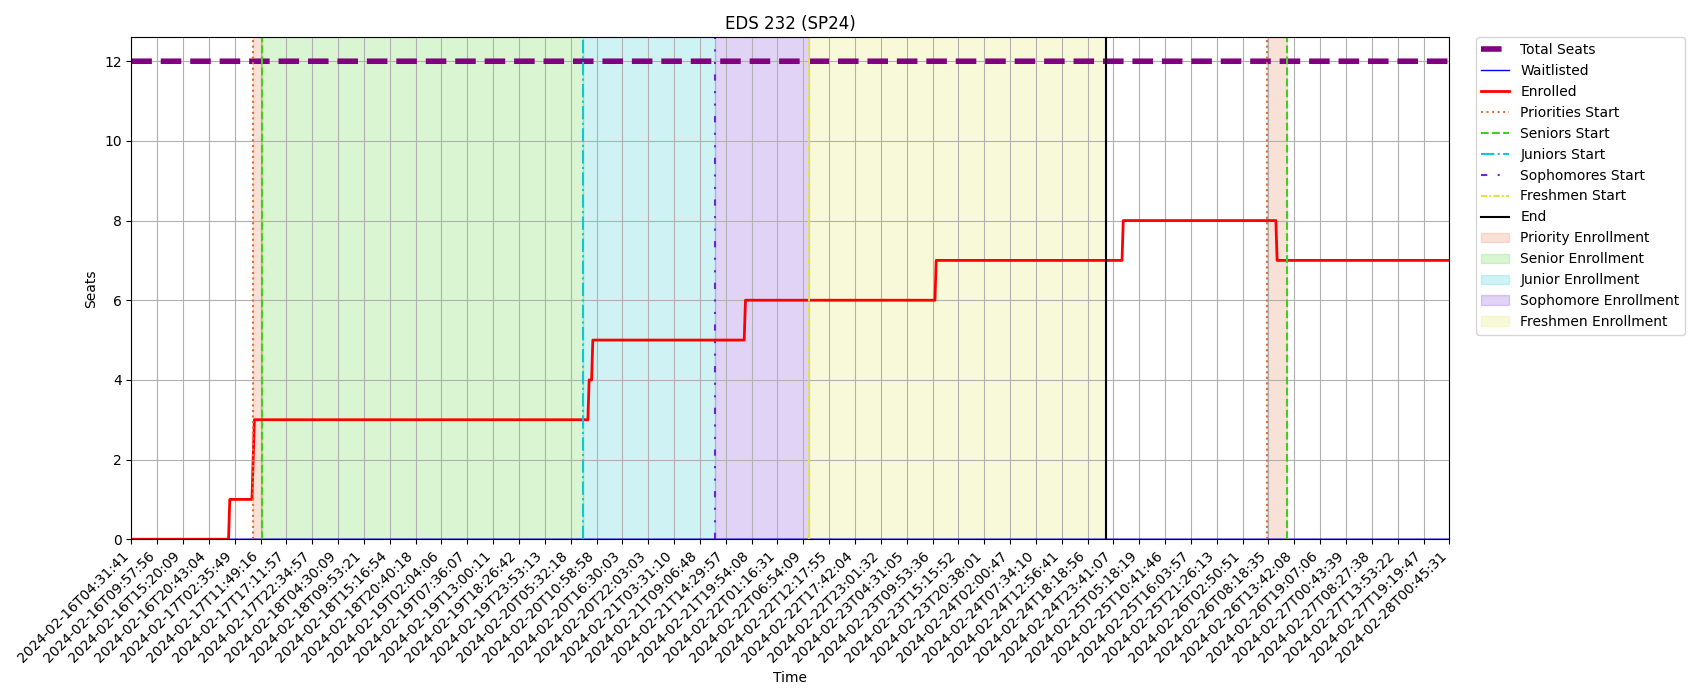 EDS 232 (SP24)
Seats
12
10
8
6
4
2
0
2024-02-16T04:31:41
2024-02-16T09:57:56
2024-02-16T15:20:09
2024-02-16T20:43:04
2024-02-17T02:35:49
2024-02-17T11:49:16
2024-02-17T17:11:57
2024-02-17T22:34:57
2024-02-18T04:30:09
2024-02-18T09:53:21
2024-02-18T15:16:54
2024-02-18T20:40:18
2024-02-19T02:04:06
2024-02-19T07:36:07
2024-02-19T13:00:11
2024-02-19T18:26:42
2024-02-19T23:53:13
2024-02-20T05:32:18
2024-02-20T10:58:58
2024-02-20T16:30:03
2024-02-20T22:03:03
2024-02-21T03:31:10
2024-02-21T09:06:48
2024-02-21T14:29:57
2024-02-21T19:54:08
2024-02-22T01:16:31
2024-02-22T06:54:09
2024-02-22T12:17:55
2024-02-22T17:42:04
2024-02-22T23:01:32
2024-02-23T04:31:05
2024-02-23T09:53:36
2024-02-23T15:15:52
2024-02-23T20:38:01
2024-02-24T02:00:47
2024-02-24T07:34:10
2024-02-24T12:56:41
2024-02-24T18:18:56
2024-02-24T23:41:07
2024-02-25T05:18:19
2024-02-25T10:41:46
2024-02-25T16:03:57
2024-02-25T21:26:13
2024-02-26T02:50:51
2024-02-26T08:18:35
2024-02-26T13:42:08
2024-02-26T19:07:06
2024-02-27T00:43:39
2024-02-27T08:27:38
2024-02-27T13:53:22
2024-02-27T19:19:47
2024-02-28T00:45:31
Time
Total Seats
Waitlisted
Enrolled
Priorities Start
Seniors Start
Juniors Start
Sophomores Start
Freshmen Start
End
Priority Enrollment
Senior Enrollment
Junior Enrollment
Sophomore Enrollment
Freshmen Enrollment